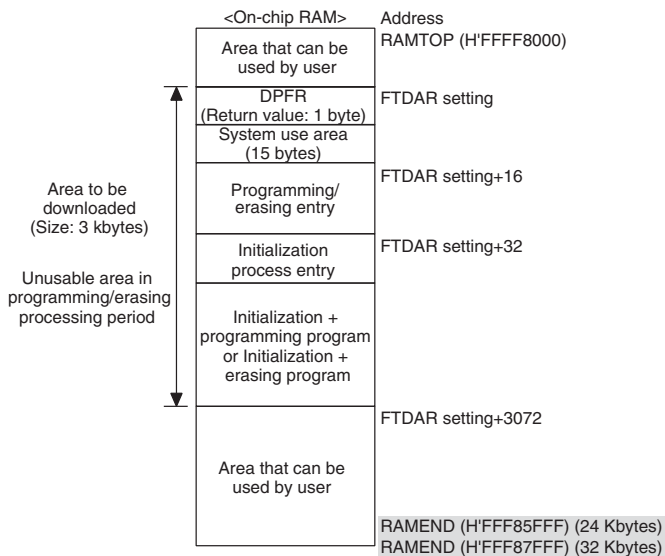 <On-chip RAM>
Address
RAMTOP (H'FFFF8000)
Area that can be
used by user
DPFR
(Return value: 1 byte)
FTDAR setting
System use area
(15 bytes)
Programming/
erasing entry
FTDAR setting+16
Initialization
process entry
FTDAR setting+32
Area to be
downloaded
(Size: 3 kbytes)
Unusable area in
programming/erasing
processing period
Initialization +
programming program
or Initialization +
erasing program
FTDAR setting+3072
Area that can be
used by user
RAMEND (H'FFF85FFF) (24 Kbytes)
RAMEND (H'FFF87FFF) (32 Kbytes)